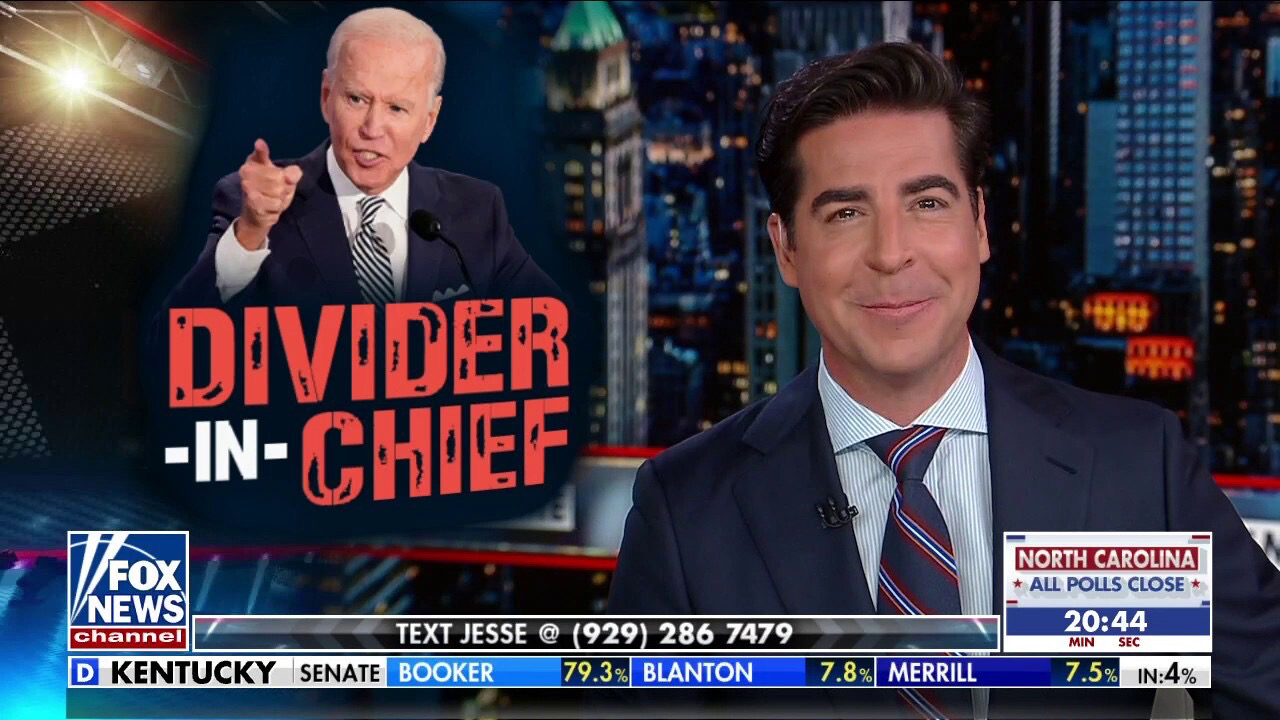 DIVIDER
-IN- CHIEF
FOX
NEWS
channel
TEXT JESSE @ (929) 286 7479
NORTH CAROLINA
ALL POLLS CLOSE
20:44
MIN SEC
D KENTUCKY SENATE BOOKER 79.3% BLANTON 7.8% MERRILL 7.5% IN:4%